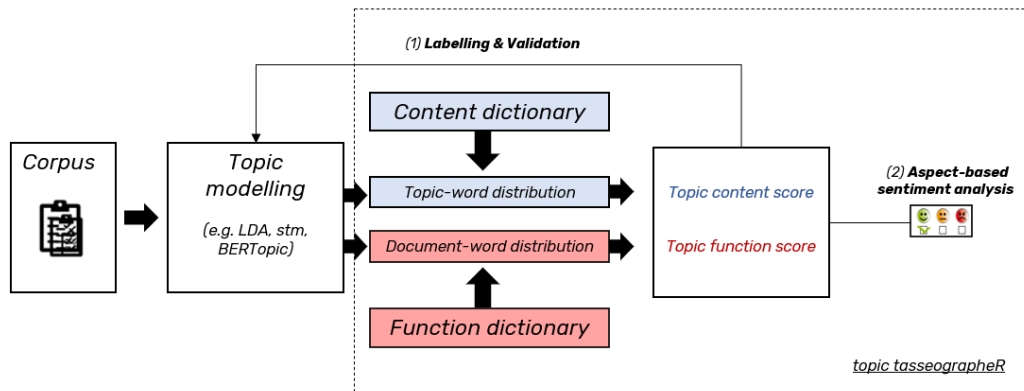 (1) Labelling & Validation
Content dictionary
Corpus
Topic
modelling
(e.g. LDA, stm,
BERTopic)
Topic-word distribution
Document-word distribution
Function dictionary
Topic content score
Topic function score
(2) Aspect-based
sentiment analysis
topic tasseographeR